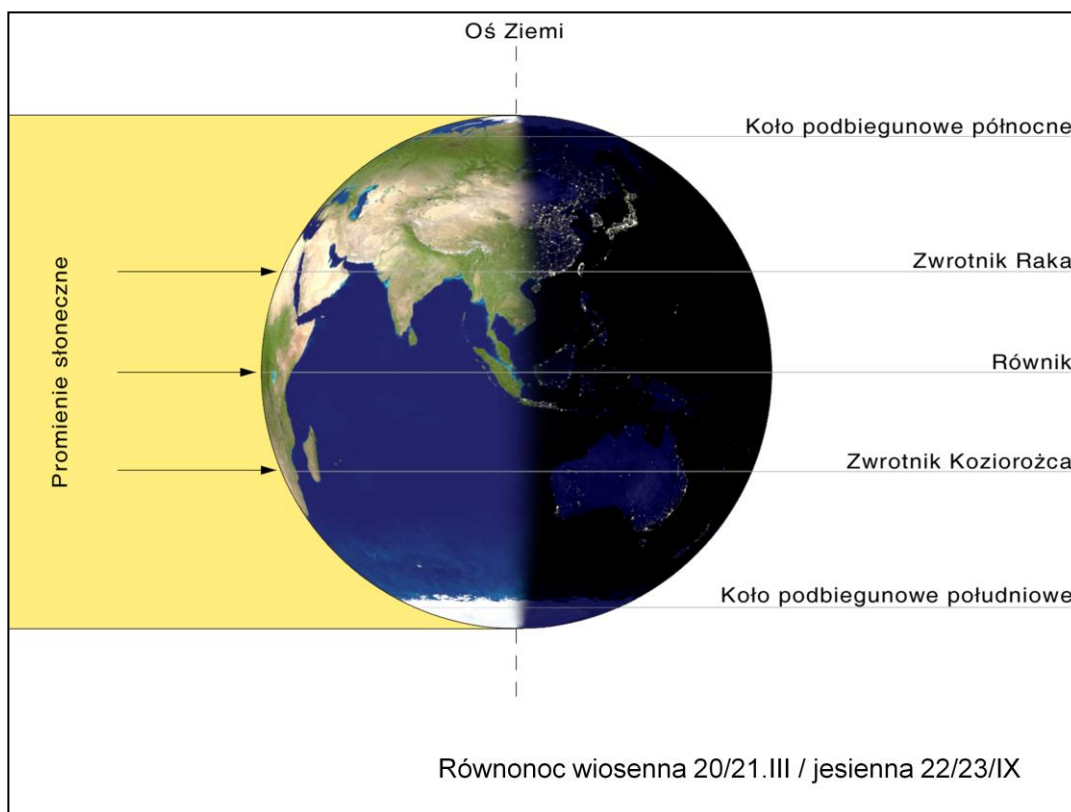 Oś Ziemi
Koło podbiegunowe północne
Zwrotnik Raka
Promienie słoneczne
Równik
Zwrotnik Koziorożca
Koło podbiegunowe południowe
Równonoc wiosenna 20/21.III / jesienna 22/23/IX